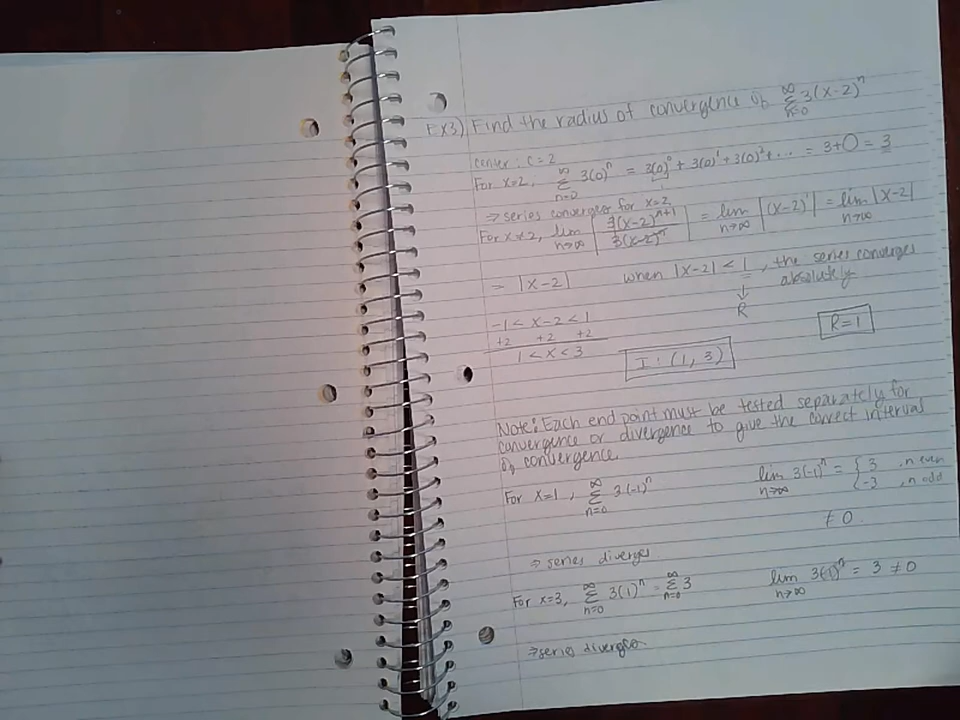 Ex3) Find the radius of convergence of ∞ Σ n=0 3(x-2)^n
center: c=2
For x=2, ∞ Σ n=0 3(0)^n = 3(0)^0 + 3(0)^1 + 3(0)^2 + ... = 3+0 = 3
⇒ series converges for x=2
For x≠2, lim n→∞ |3(x-2)^(n+1) / 3(x-2)^n| = lim n→∞ |(x-2)^1| = lim n→∞ |x-2|
= |x-2| when |x-2| < 1, the series converges
absolutely
↓
R
-1 < x-2 < 1
+2 +2 +2
R=1
1 < x < 3
I: (1, 3)
Note: Each end point must be tested separately for
convergence or divergence to give the correct interval
of convergence.
For x=1, ∞ Σ n=0 3(-1)^n lim n→∞ 3(-1)^n = { 3, n even
-3, n odd
≠ 0
⇒ series diverges
For x=3, ∞ Σ n=0 3(1)^n = ∞ Σ n=0 3 lim n→∞ 3(1)^n = 3 ≠ 0
⇒ series diverges.